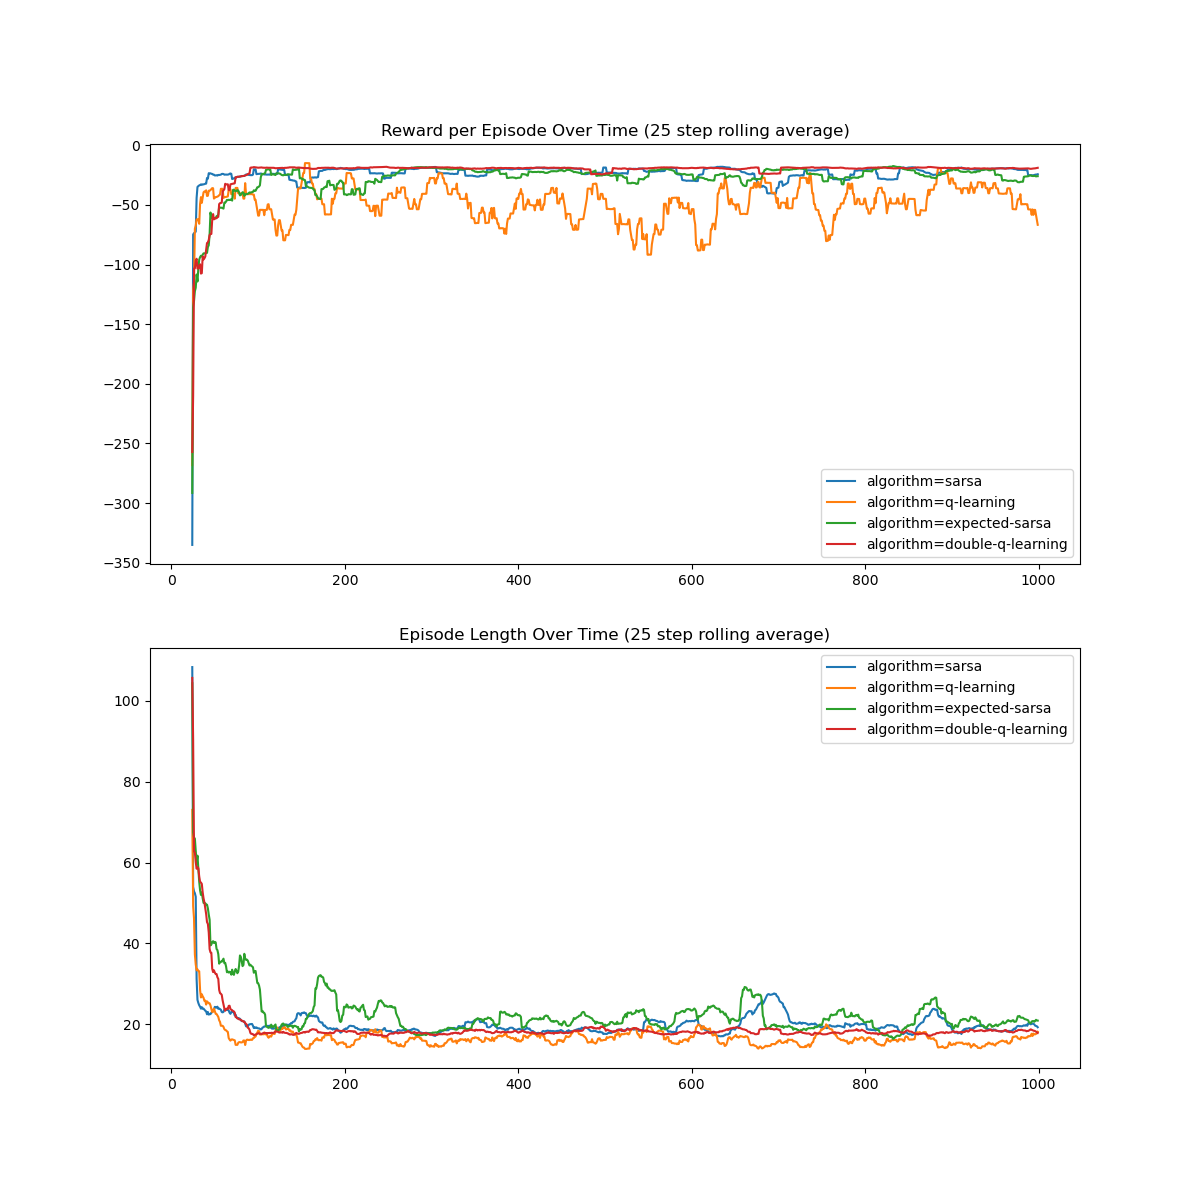 Reward per Episode Over Time (25 step rolling average)
0
−50
−100
−150
−200
−250
−300
−350
algorithm=sarsa
algorithm=q-learning
algorithm=expected-sarsa
algorithm=double-q-learning
0 200 400 600 800 1000
Episode Length Over Time (25 step rolling average)
algorithm=sarsa
algorithm=q-learning
algorithm=expected-sarsa
algorithm=double-q-learning
100
80
60
40
20
0 200 400 600 800 1000